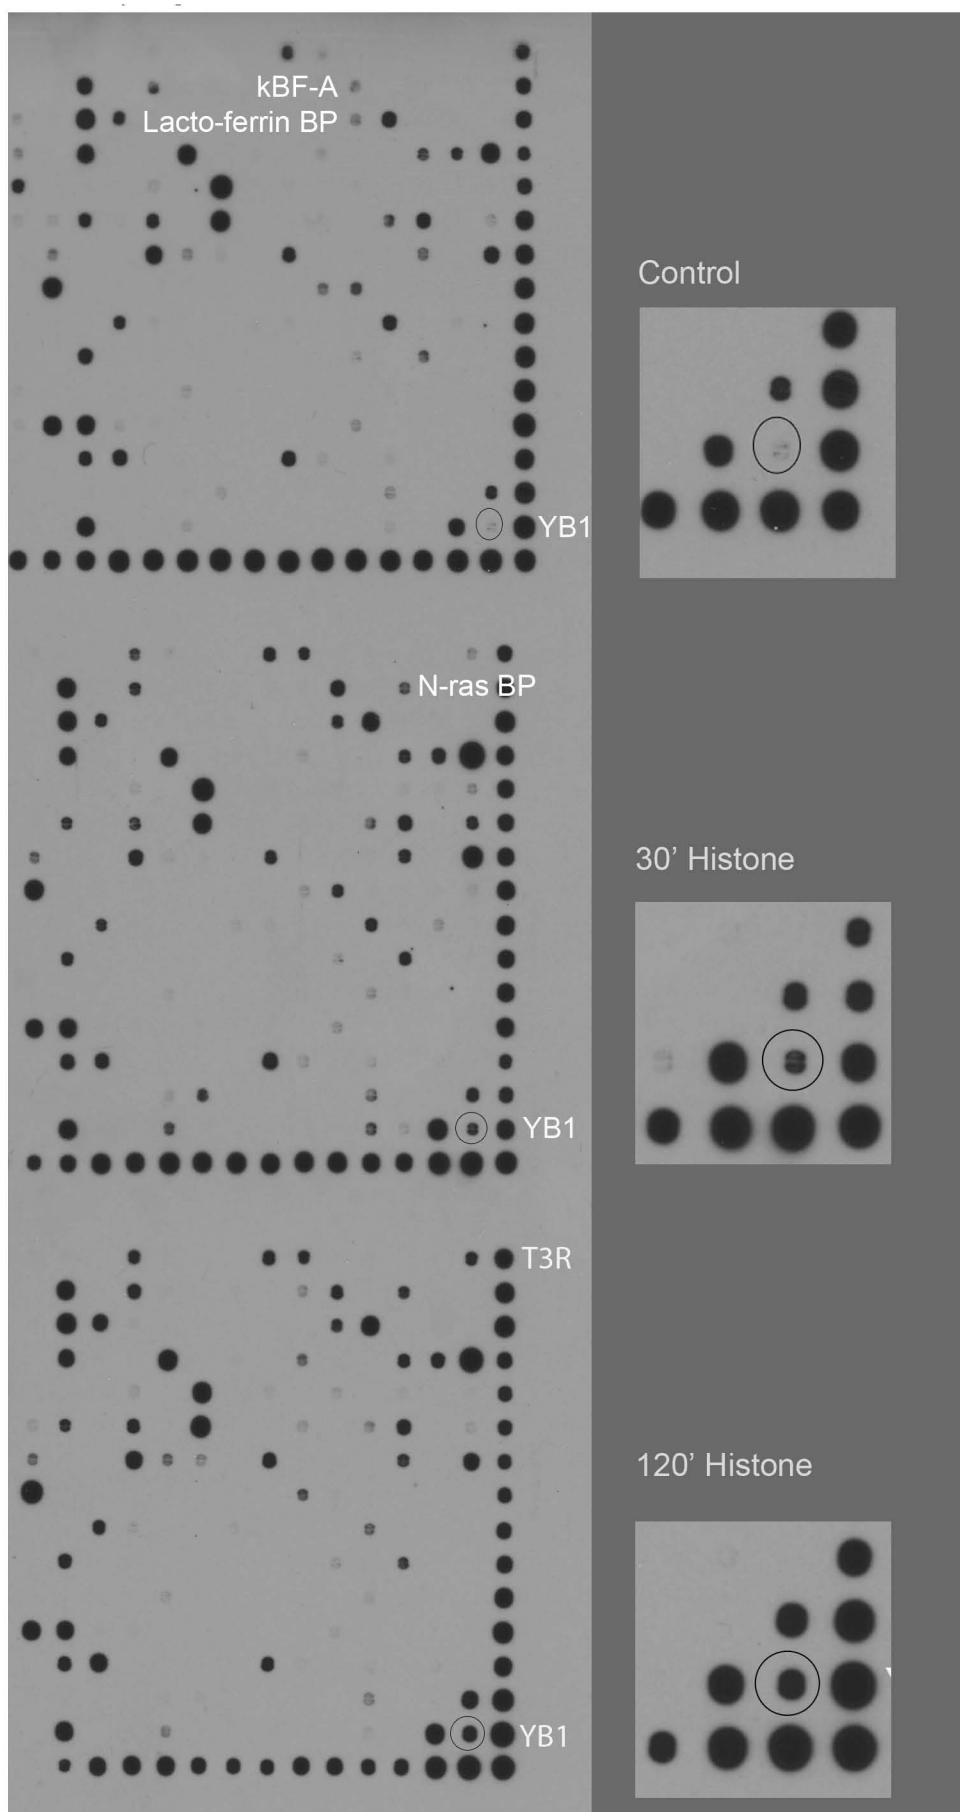 kBF-A
Lacto-ferrin BP
Control
YB1
N-ras BP
30’ Histone
YB1
T3R
120’ Histone
YB1